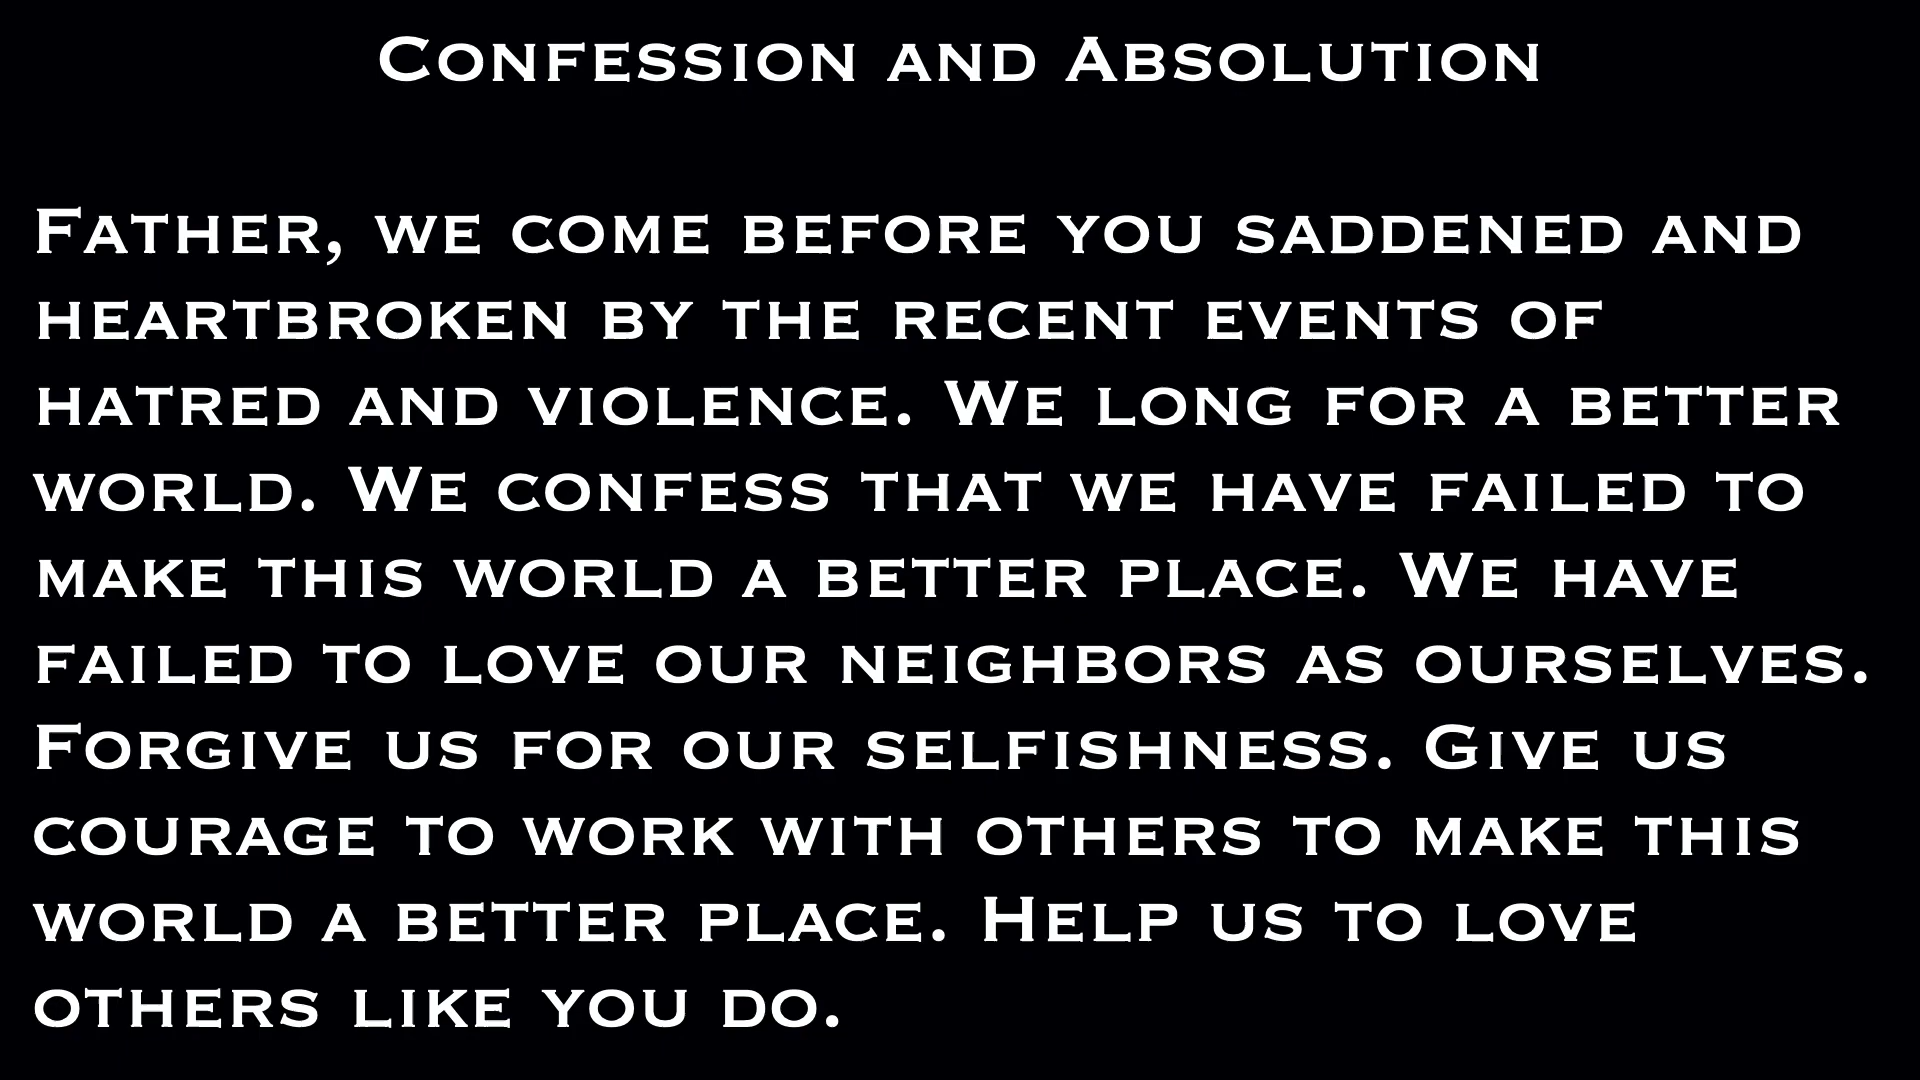 Confession and Absolution
Father, we come before you saddened and
heartbroken by the recent events of
hatred and violence. We long for a better
world. We confess that we have failed to
make this world a better place. We have
failed to love our neighbors as ourselves.
Forgive us for our selfishness. Give us
courage to work with others to make this
world a better place. Help us to love
others like you do.